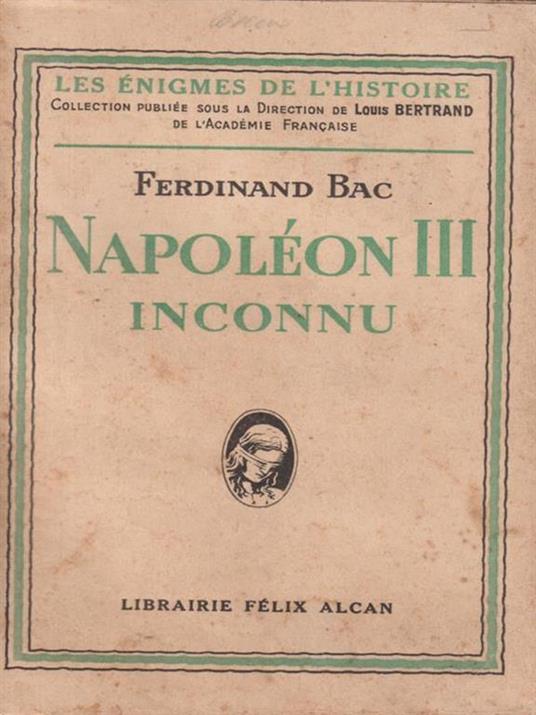 LES ÉNIGMES DE L'HISTOIRE
COLLECTION PUBLIÉE SOUS LA DIRECTION DE LOUIS BERTRAND
DE L'ACADÉMIE FRANÇAISE
FERDINAND BAC
NAPOLÉON III
INCONNU
LIBRAIRIE FÉLIX ALCAN